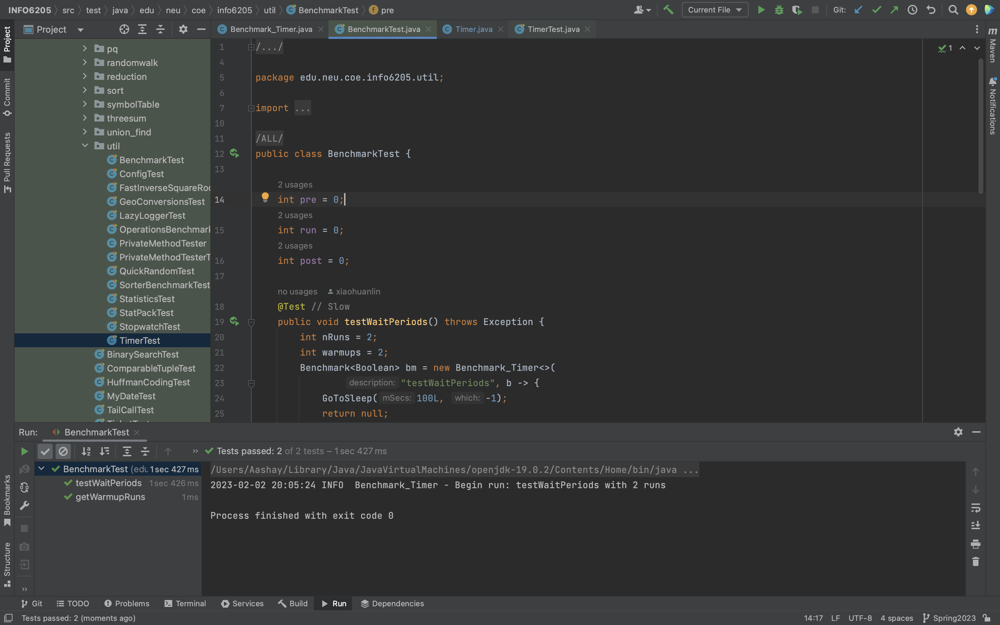 INFO6205 src test java edu neu coe info6205 util BenchmarkTest pre
Current File
Git:
Project
Benchmark_Timer.java
BenchmarkTest.java
Timer.java
TimerTest.java
Project
Commit
Pull Requests
Bookmarks
Structure
pq
randomwalk
reduction
sort
symbolTable
threesum
union_find
util
BenchmarkTest
ConfigTest
FastInverseSquareRoo
GeoConversionsTest
LazyLoggerTest
OperationsBenchmark
PrivateMethodTester
PrivateMethodTesterT
QuickRandomTest
SorterBenchmarkTest
StatisticsTest
StatPackTest
StopwatchTest
TimerTest
BinarySearchTest
ComparableTupleTest
HuffmanCodingTest
MyDateTest
TailCallTest
1 /.../
4
5 package edu.neu.coe.info6205.util;
6
7 import ...
10
11 /ALL/
12 public class BenchmarkTest {
13
2 usages
14 int pre = 0;
2 usages
15 int run = 0;
2 usages
16 int post = 0;
17
no usages xiaohuanlin
18 @Test // Slow
19 public void testWaitPeriods() throws Exception {
20 int nRuns = 2;
21 int warmups = 2;
22 Benchmark<Boolean> bm = new Benchmark_Timer<>(
23 description: "testWaitPeriods", b -> {
24 GoToSleep( mSecs: 100L, which: -1);
25 return null;
1
Maven
Notifications
Run: BenchmarkTest
Tests passed: 2 of 2 tests – 1 sec 427 ms
BenchmarkTest (edu 1 sec 427 ms
testWaitPeriods 1 sec 426 ms
getWarmupRuns 1 ms
/Users/Aashay/Library/Java/JavaVirtualMachines/openjdk-19.0.2/Contents/Home/bin/java ...
2023-02-02 20:05:24 INFO  Benchmark_Timer - Begin run: testWaitPeriods with 2 runs
Process finished with exit code 0
Git TODO Problems Terminal Services Build Run Dependencies
Tests passed: 2 (moments ago)
14:17 LF UTF-8 4 spaces Spring2023